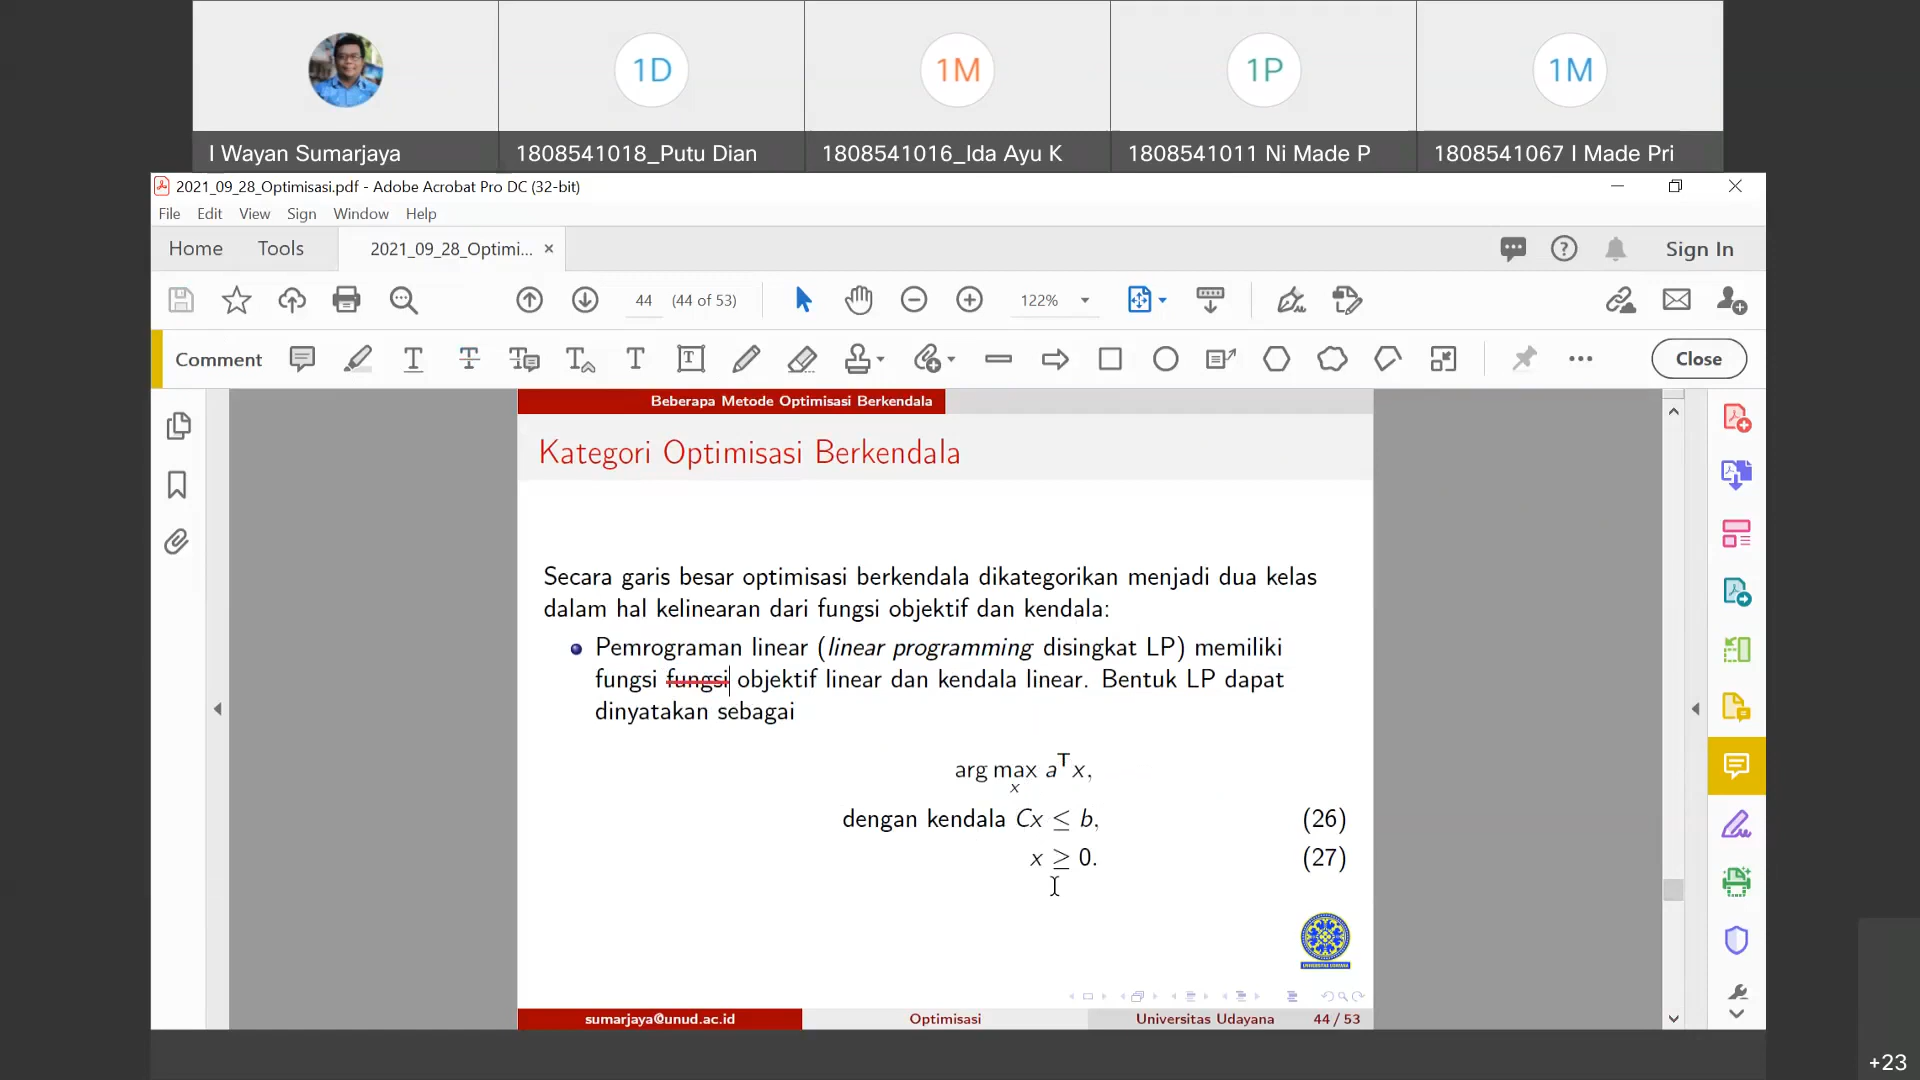 1D
1M
1P
1M
I Wayan Sumarjaya
1808541018_Putu Dian
1808541016_Ida Ayu K
1808541011 Ni Made P
1808541067 I Made Pri
2021_09_28_Optimisasi.pdf - Adobe Acrobat Pro DC (32-bit)
File Edit View Sign Window Help
Home Tools 2021_09_28_Optimi... × Sign In
44 (44 of 53) 122%
Comment Close
Beberapa Metode Optimisasi Berkendala
Kategori Optimisasi Berkendala
Secara garis besar optimisasi berkendala dikategorikan menjadi dua kelas
dalam hal kelinearan dari fungsi objektif dan kendala:
Pemrograman linear (linear programming disingkat LP) memiliki
fungsi fungsi objektif linear dan kendala linear. Bentuk LP dapat
dinyatakan sebagai
arg max aᵀx,
x
dengan kendala Cx ≤ b, (26)
x ≥ 0. (27)
UNIVERSITAS UDAYANA
sumarjaya@unud.ac.id Optimisasi Universitas Udayana 44 / 53
+23